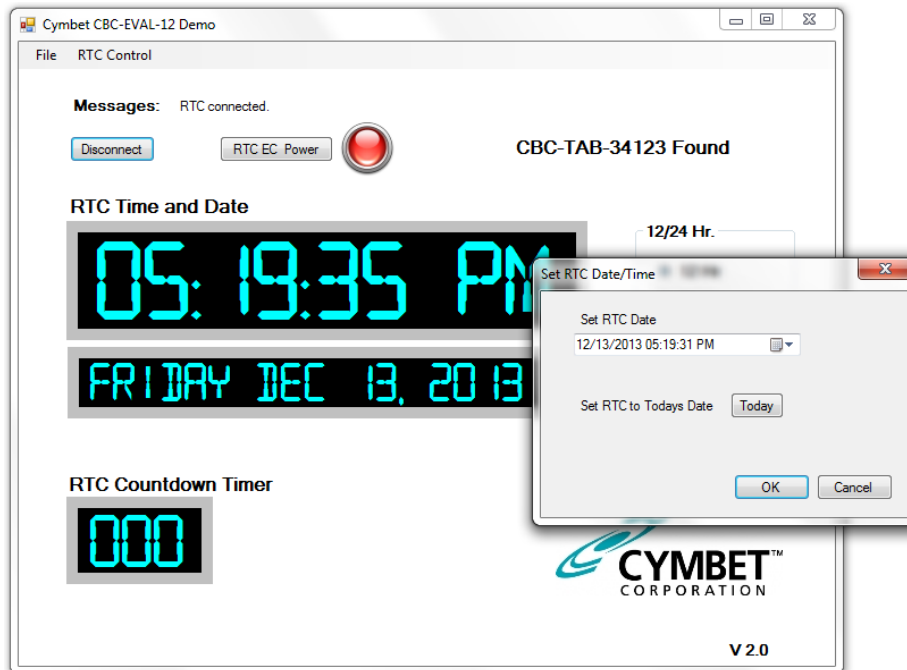 Cymbet CBC-EVAL-12 Demo
File RTC Control
Messages: RTC connected.
Disconnect RTC EC Power
CBC-TAB-34123 Found
RTC Time and Date
12/24 Hr.
05:19:35 PM
FRIDAY DEC 13, 2013
Set RTC Date/Time
Set RTC Date
12/13/2013 05:19:31 PM
Set RTC to Todays Date Today
OK Cancel
RTC Countdown Timer
000
CYMBET™
CORPORATION
V 2.0